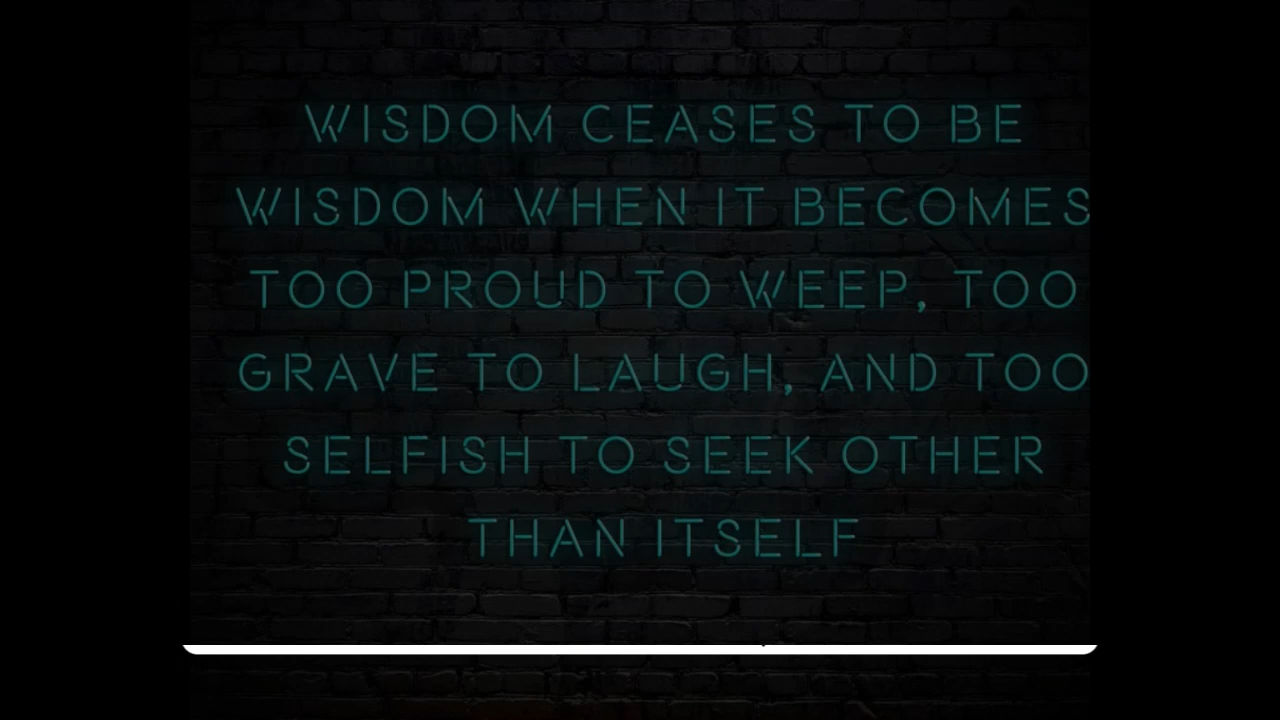 WISDOM CEASES TO BE
WISDOM WHEN IT BECOMES
TOO PROUD TO WEEP, TOO
GRAVE TO LAUGH, AND TOO
SELFISH TO SEEK OTHER
THAN ITSELF